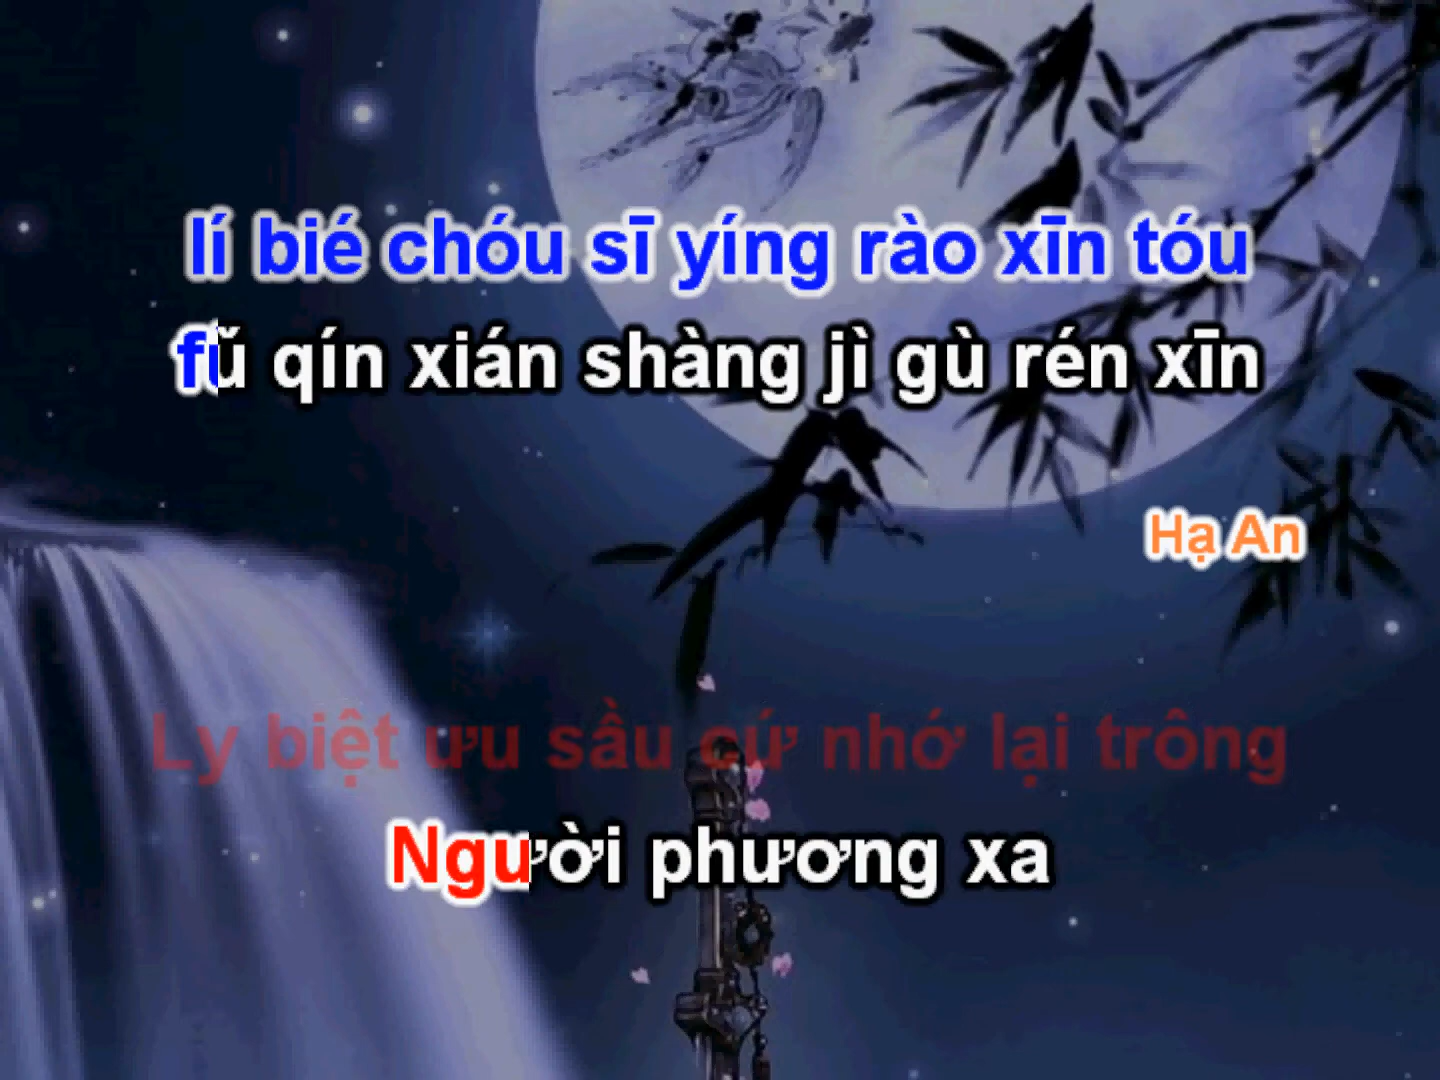 lí bié chóu sī yíng rào xīn tóu
fŭ qín xián shàng jì gù rén xīn
Hạ An
Ly biệt ưu sầu cứ nhớ lại trông
Người phương xa